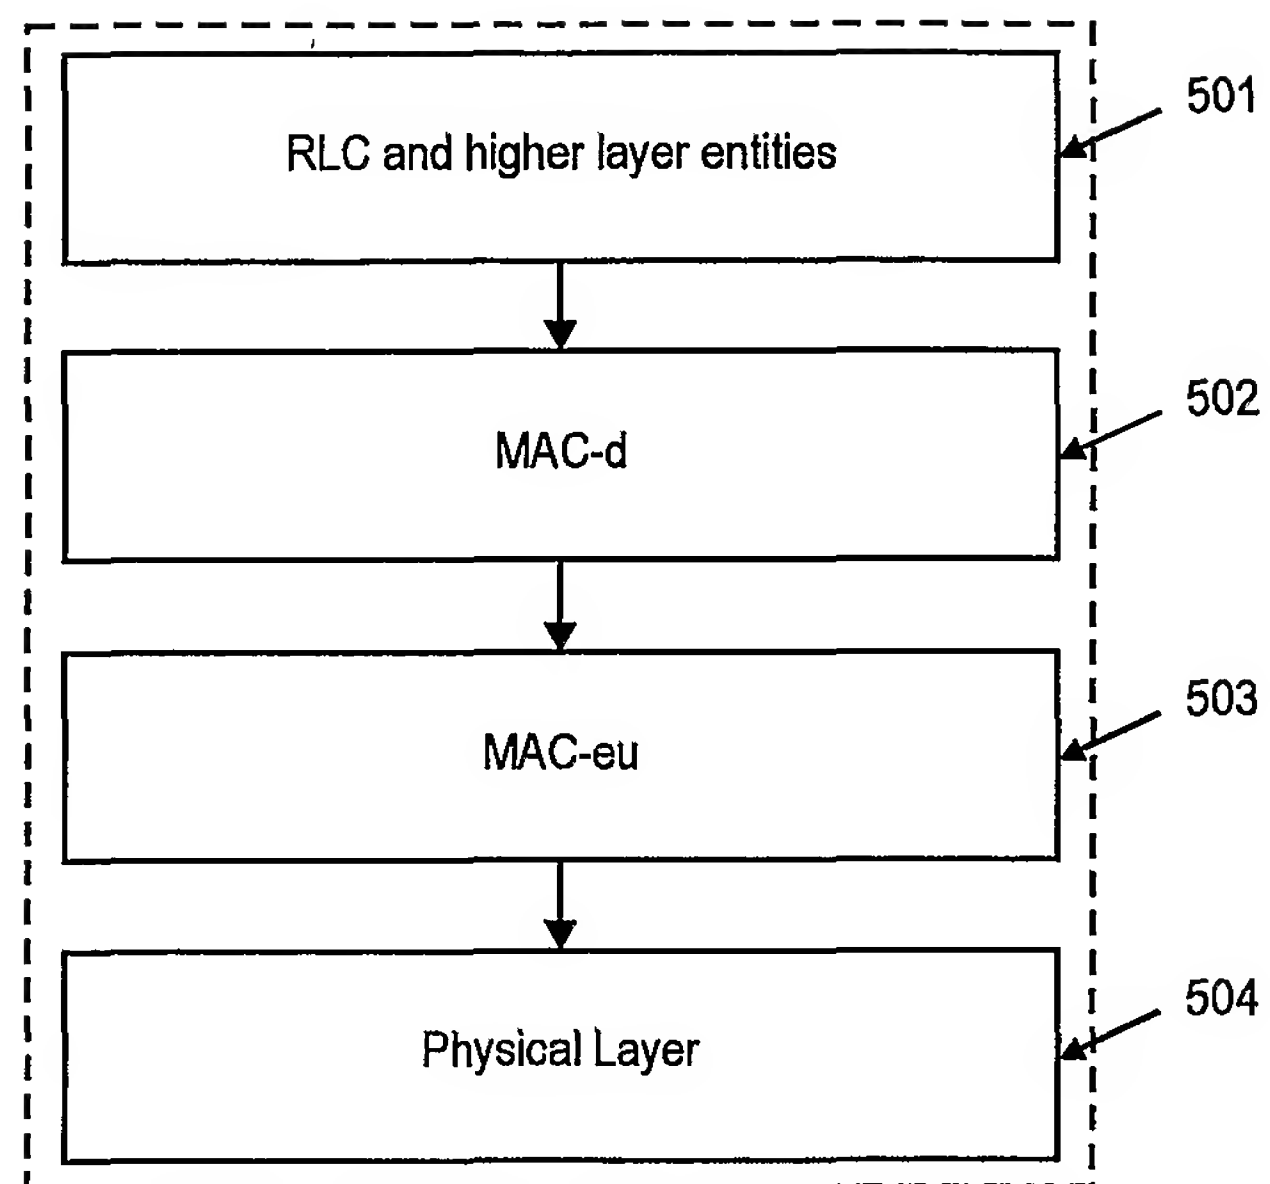 RLC and higher layer entities
501
MAC-d
502
MAC-eu
503
Physical Layer
504